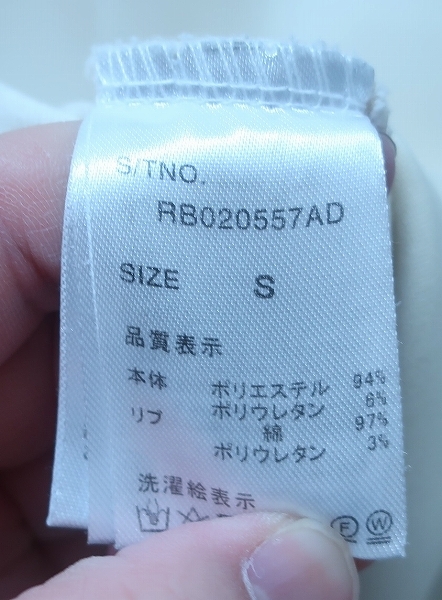 S/TNO.
RB020557AD
SIZE S
品質表示
本体 ポリエステル 94%
ポリウレタン 6%
リブ 綿 97%
ポリウレタン 3%
洗濯絵表示
F W